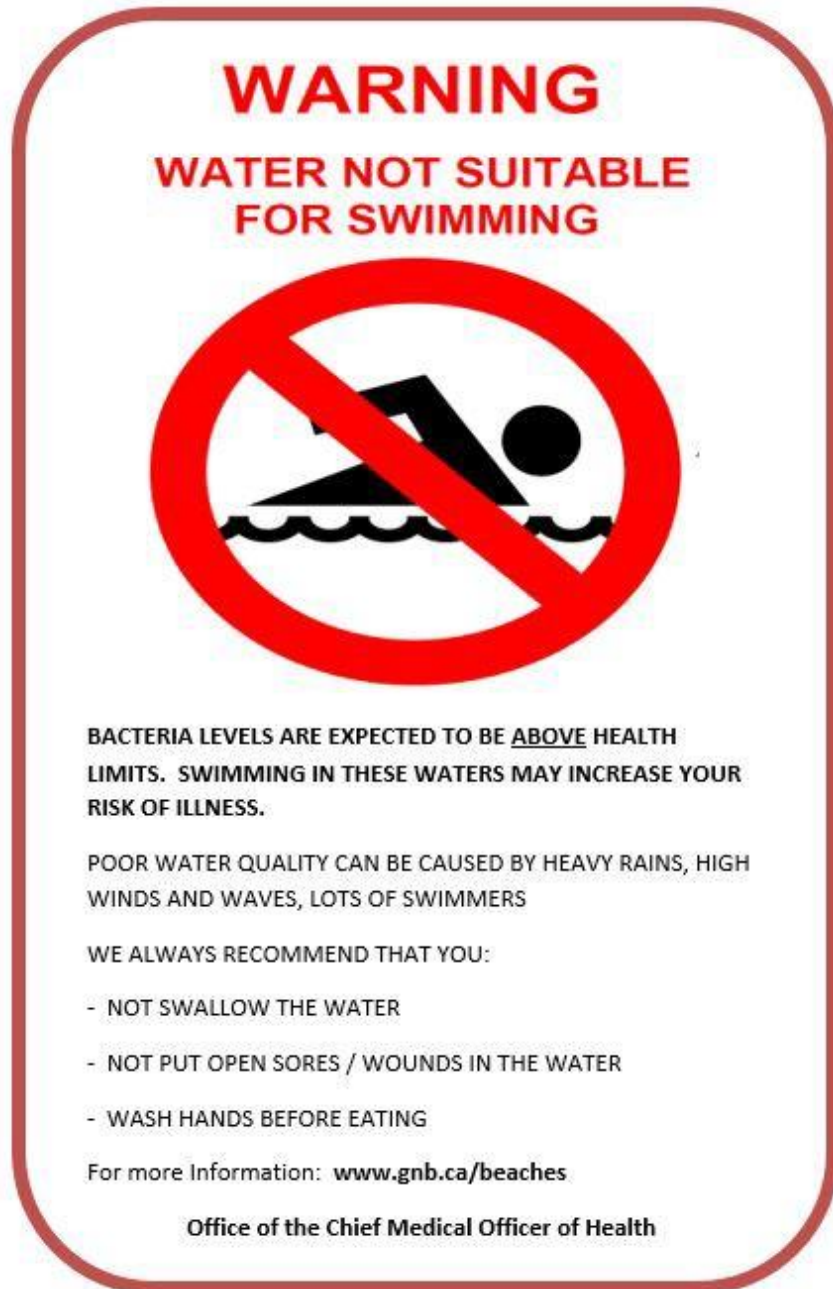 WARNING
WATER NOT SUITABLE
FOR SWIMMING
BACTERIA LEVELS ARE EXPECTED TO BE ABOVE HEALTH
LIMITS. SWIMMING IN THESE WATERS MAY INCREASE YOUR
RISK OF ILLNESS.
POOR WATER QUALITY CAN BE CAUSED BY HEAVY RAINS, HIGH
WINDS AND WAVES, LOTS OF SWIMMERS
WE ALWAYS RECOMMEND THAT YOU:
- NOT SWALLOW THE WATER
- NOT PUT OPEN SORES / WOUNDS IN THE WATER
- WASH HANDS BEFORE EATING
For more Information: www.gnb.ca/beaches
Office of the Chief Medical Officer of Health